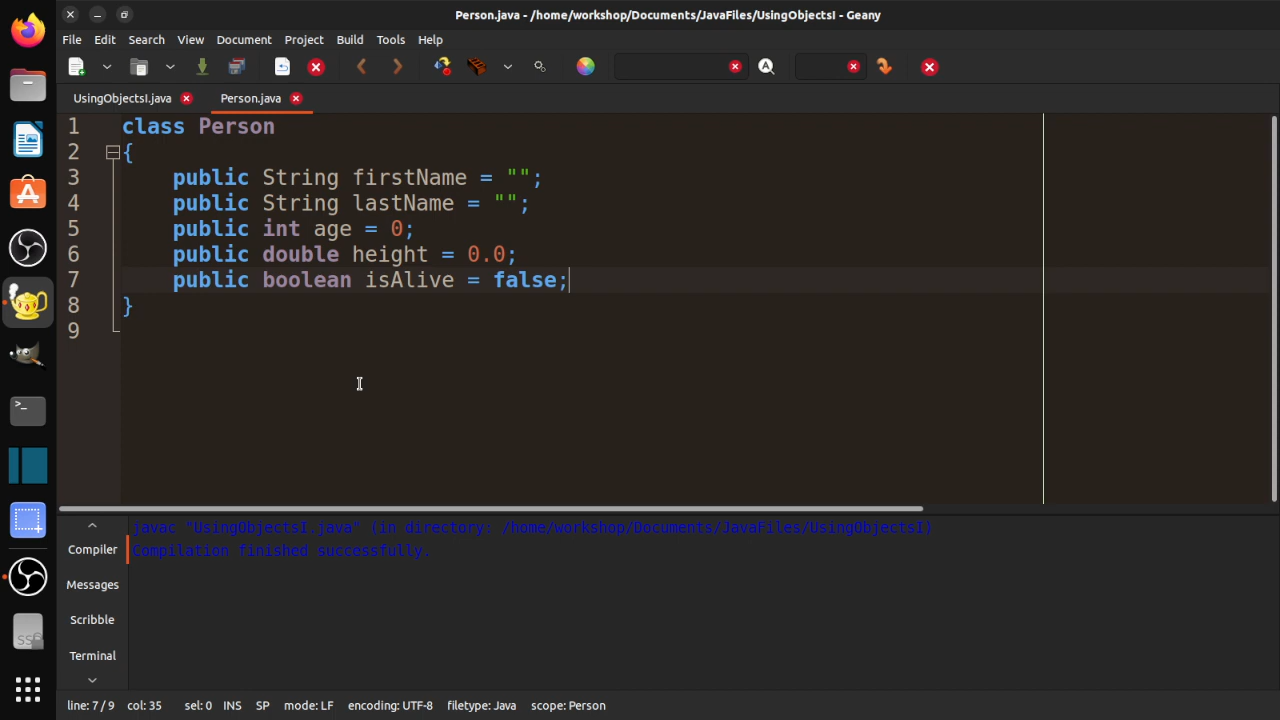 Person.java - /home/workshop/Documents/JavaFiles/UsingObjectsI - Geany
File Edit Search View Document Project Build Tools Help
UsingObjectsI.java Person.java
1 class Person
2 {
3 public String firstName = "";
4 public String lastName = "";
5 public int age = 0;
6 public double height = 0.0;
7 public boolean isAlive = false;
8 }
9
javac "UsingObjectsI.java" (in directory: /home/workshop/Documents/JavaFiles/UsingObjectsI)
Compiler Compilation finished successfully.
Messages
Scribble
Terminal
line: 7 / 9 col: 35 sel: 0 INS SP mode: LF encoding: UTF-8 filetype: Java scope: Person